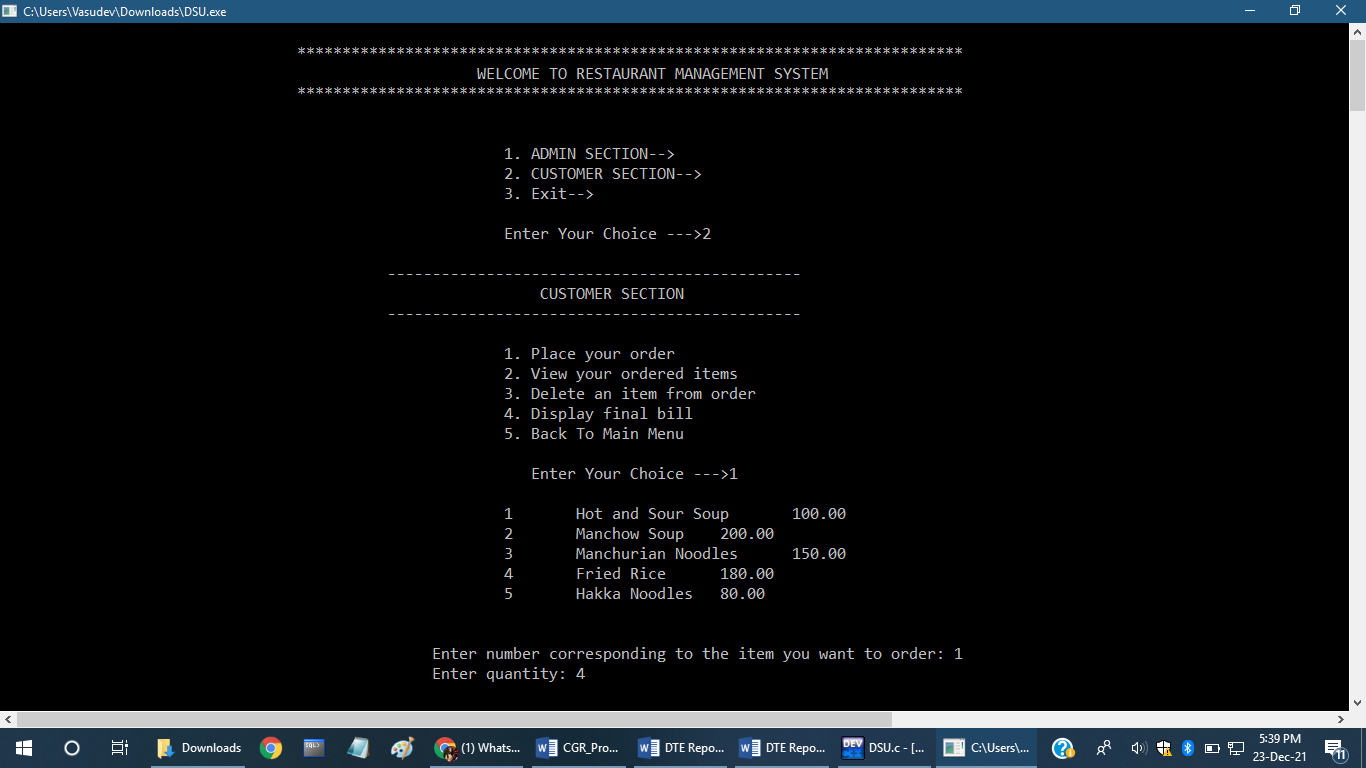 C:\Users\Vasudev\Downloads\DSU.exe
**************************************************************************
WELCOME TO RESTAURANT MANAGEMENT SYSTEM
**************************************************************************
1. ADMIN SECTION-->
2. CUSTOMER SECTION-->
3. Exit-->
Enter Your Choice --->2
----------------------------------------------
CUSTOMER SECTION
----------------------------------------------
1. Place your order
2. View your ordered items
3. Delete an item from order
4. Display final bill
5. Back To Main Menu
Enter Your Choice --->1
1 Hot and Sour Soup 100.00
2 Manchow Soup 200.00
3 Manchurian Noodles 150.00
4 Fried Rice 180.00
5 Hakka Noodles 80.00
Enter number corresponding to the item you want to order: 1
Enter quantity: 4
SQL> Downloads (1) Whats... CGR_Pro... DTE Repo... DTE Repo... DEV DSU.c - [... C:\Users\... 5:39 PM
23-Dec-21 11